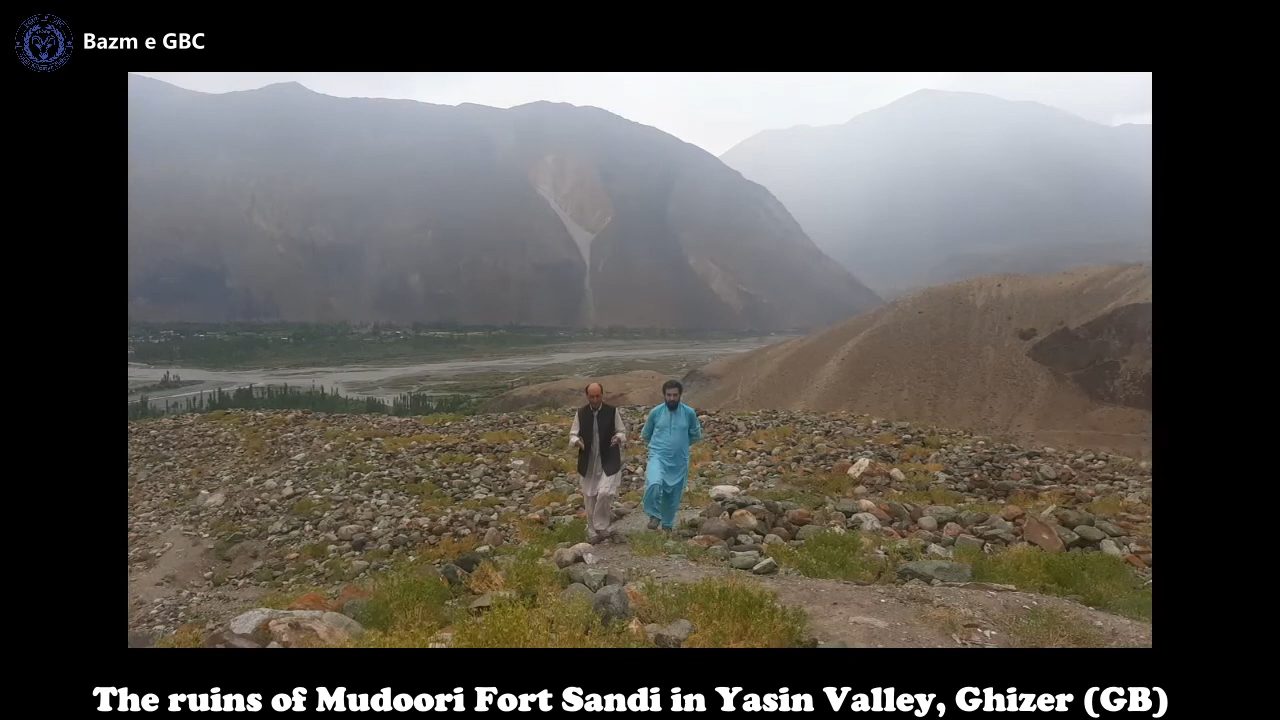 Bazm e GBC
The ruins of Mudoori Fort Sandi in Yasin Valley, Ghizer (GB)